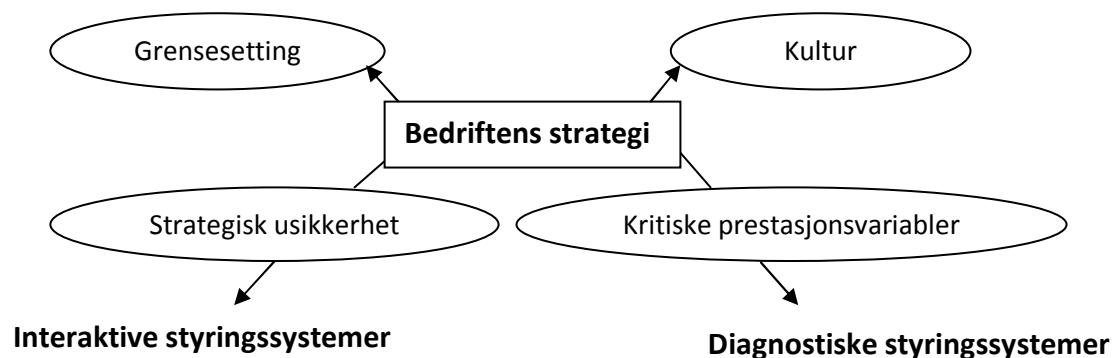 Grensesetting
Kultur
Bedriftens strategi
Strategisk usikkerhet
Kritiske prestasjonsvariabler
Interaktive styringssystemer
Diagnostiske styringssystemer